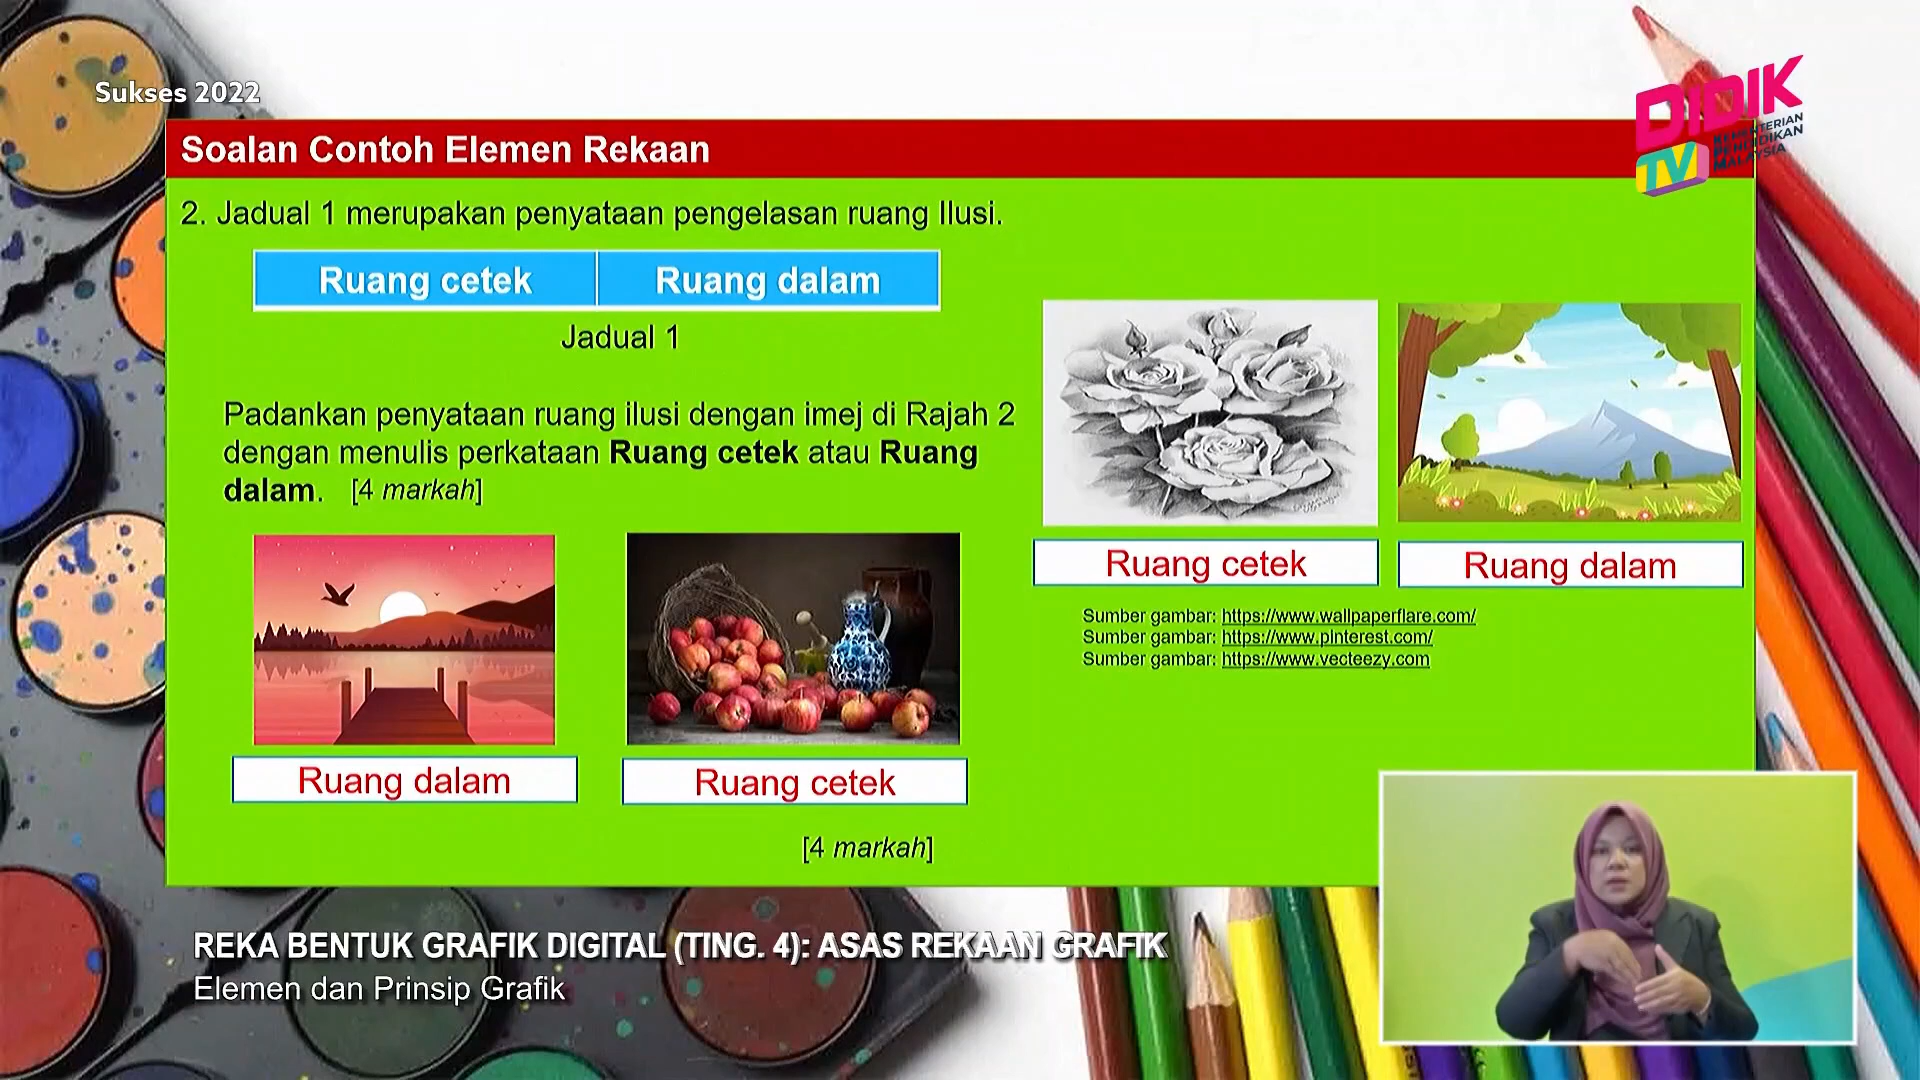 Sukses 2022
DIDIK
TV
KEMENTERIAN
PENDIDIKAN
MALAYSIA
Soalan Contoh Elemen Rekaan
2. Jadual 1 merupakan penyataan pengelasan ruang Ilusi.
Ruang cetek
Ruang dalam
Jadual 1
Padankan penyataan ruang ilusi dengan imej di Rajah 2
dengan menulis perkataan Ruang cetek atau Ruang
dalam. [4 markah]
Ruang dalam
Ruang cetek
Ruang cetek
Ruang dalam
Sumber gambar: https://www.wallpaperflare.com/
Sumber gambar: https://www.pinterest.com/
Sumber gambar: https://www.vecteezy.com
[4 markah]
REKA BENTUK GRAFIK DIGITAL (TING. 4): ASAS REKAAN GRAFIK
Elemen dan Prinsip Grafik